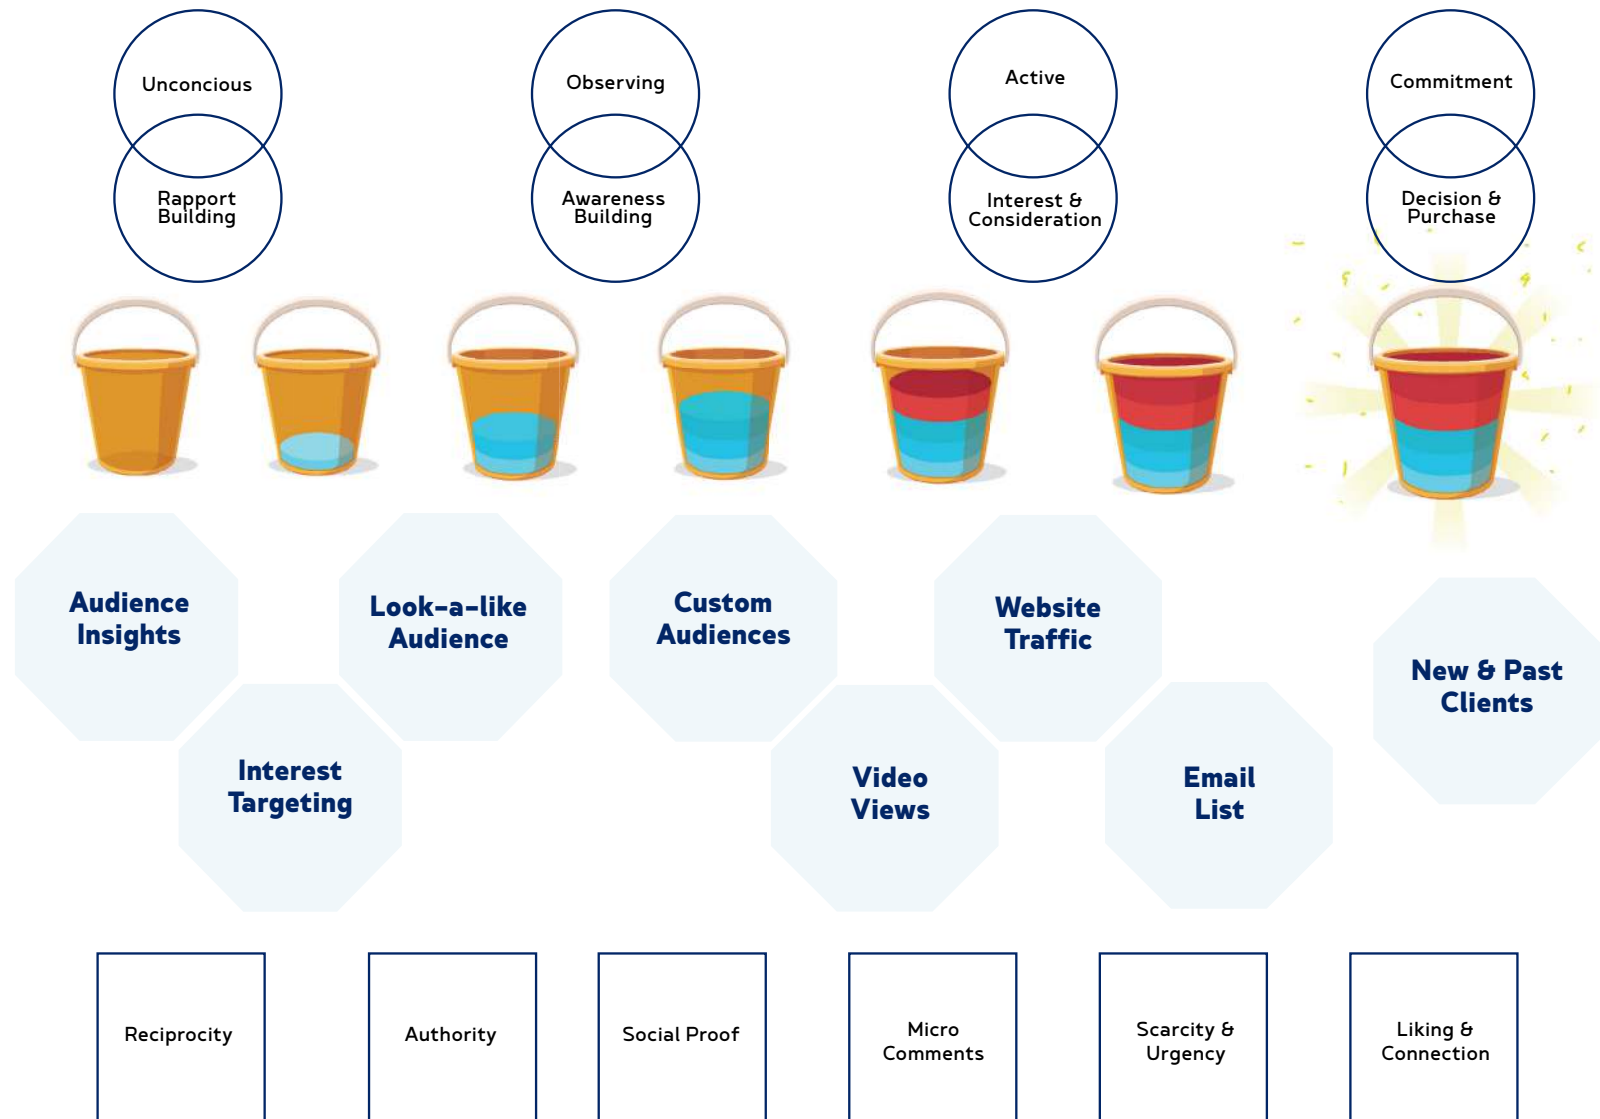 Unconcious
Rapport
Building
Observing
Awareness
Building
Active
Interest &
Consideration
Commitment
Decision &
Purchase
Audience
Insights
Interest
Targeting
Look-a-like
Audience
Custom
Audiences
Video
Views
Website
Traffic
Email
List
New & Past
Clients
Reciprocity
Authority
Social Proof
Micro
Comments
Scarcity &
Urgency
Liking &
Connection